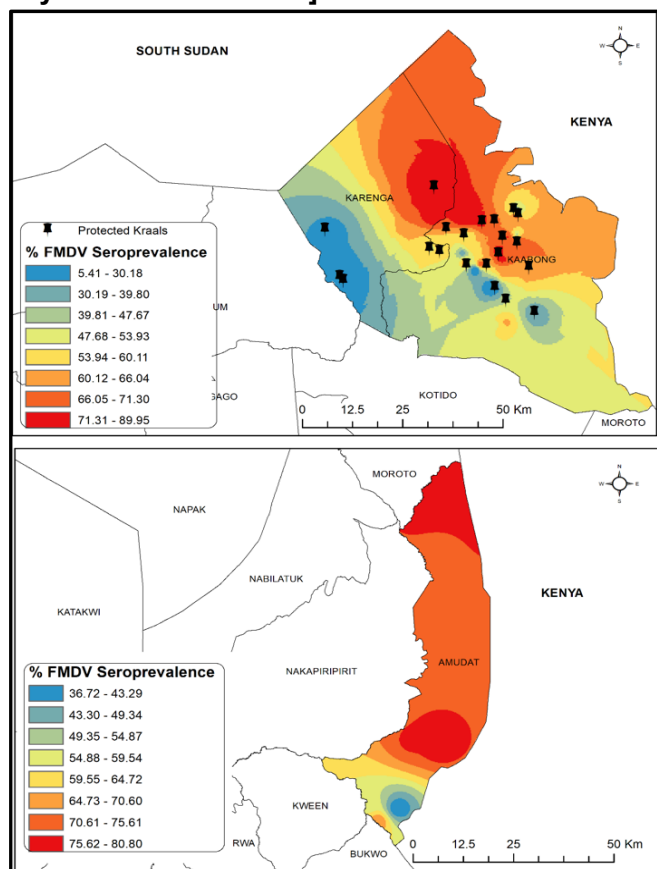 SOUTH SUDAN
N
W E
S
KENYA
KARENGA
Protected Kraals
% FMDV Seroprevalence
5.41 - 30.18
30.19 - 39.80
39.81 - 47.67
47.68 - 53.93
53.94 - 60.11
60.12 - 66.04
66.05 - 71.30
71.31 - 89.95
KAABONG
UM
GAGO
KOTIDO
MOROTO
0 12.5 25 50 Km
MOROTO
N
W E
S
NAPAK
NABILATUK
KENYA
KATAKWI
NAKAPIRIPIRIT
AMUDAT
% FMDV Seroprevalence
36.72 - 43.29
43.30 - 49.34
49.35 - 54.87
54.88 - 59.54
59.55 - 64.72
64.73 - 70.60
70.61 - 75.61
75.62 - 80.80
KWEEN
RWA
BUKWO
0 12.5 25 50 Km